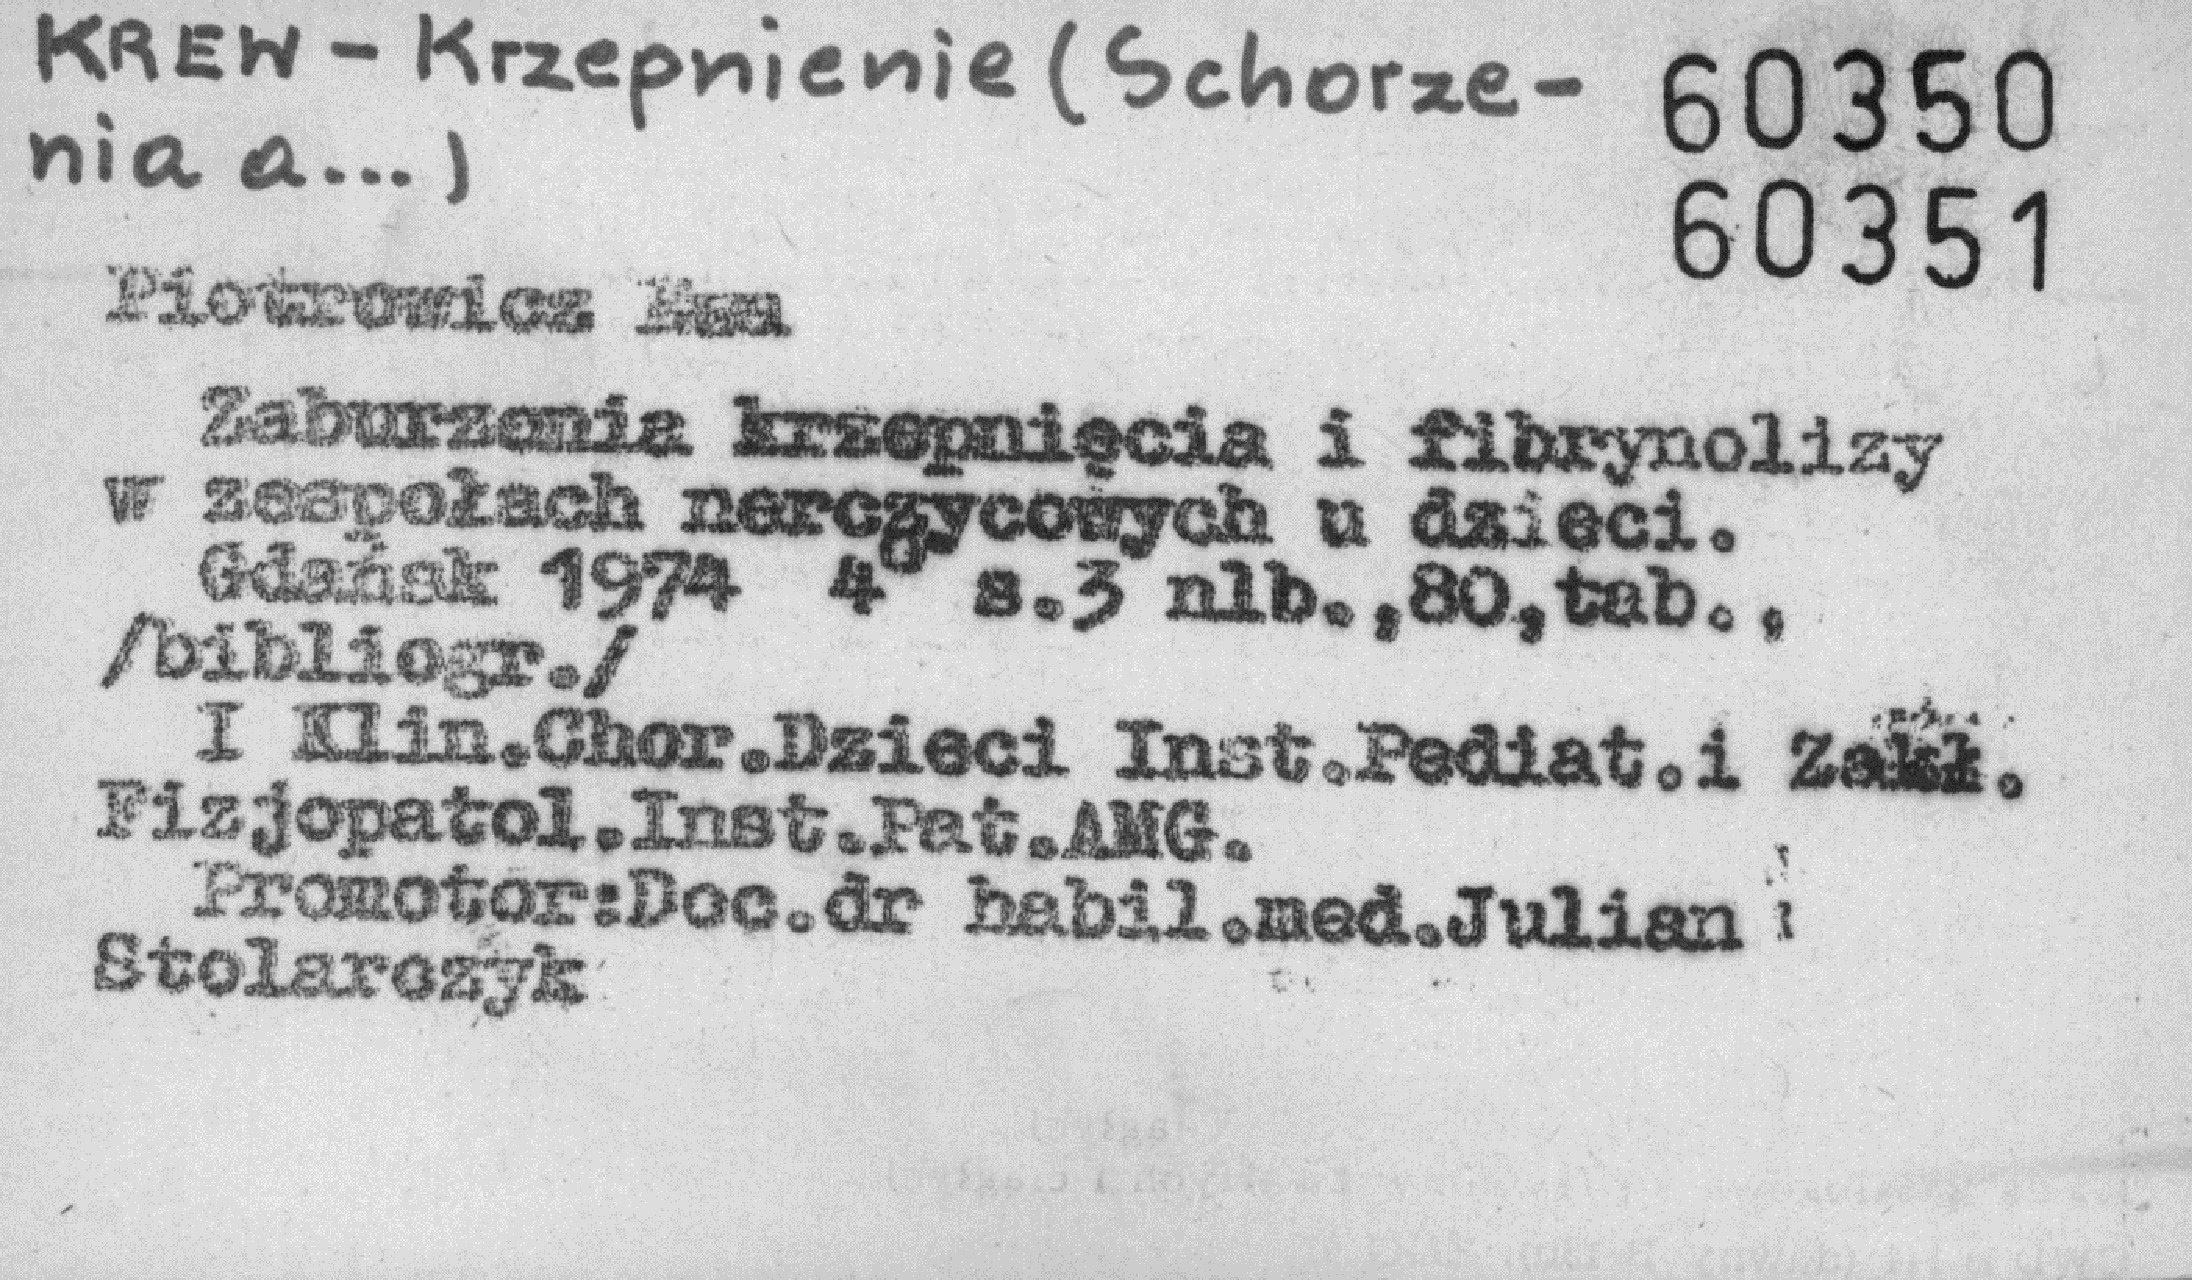 KREW - Krzepnienie (Schorze-
nia a...)
60350
60351
Piotrowicz Ewa
Zaburzenia krzepnięcia i fibrynolizy
w zespołach nerczycowych u dzieci.
Gdańsk 1974 4° s.3 nlb.,80,tab.,
/bibliogr./
I Klin.Chor.Dzieci Inst.Pediat.i Zakł.
Fizjopatol.Inst.Pat.AMG.
Promotor:Doc.dr habil.med.Julian
Stolarczyk